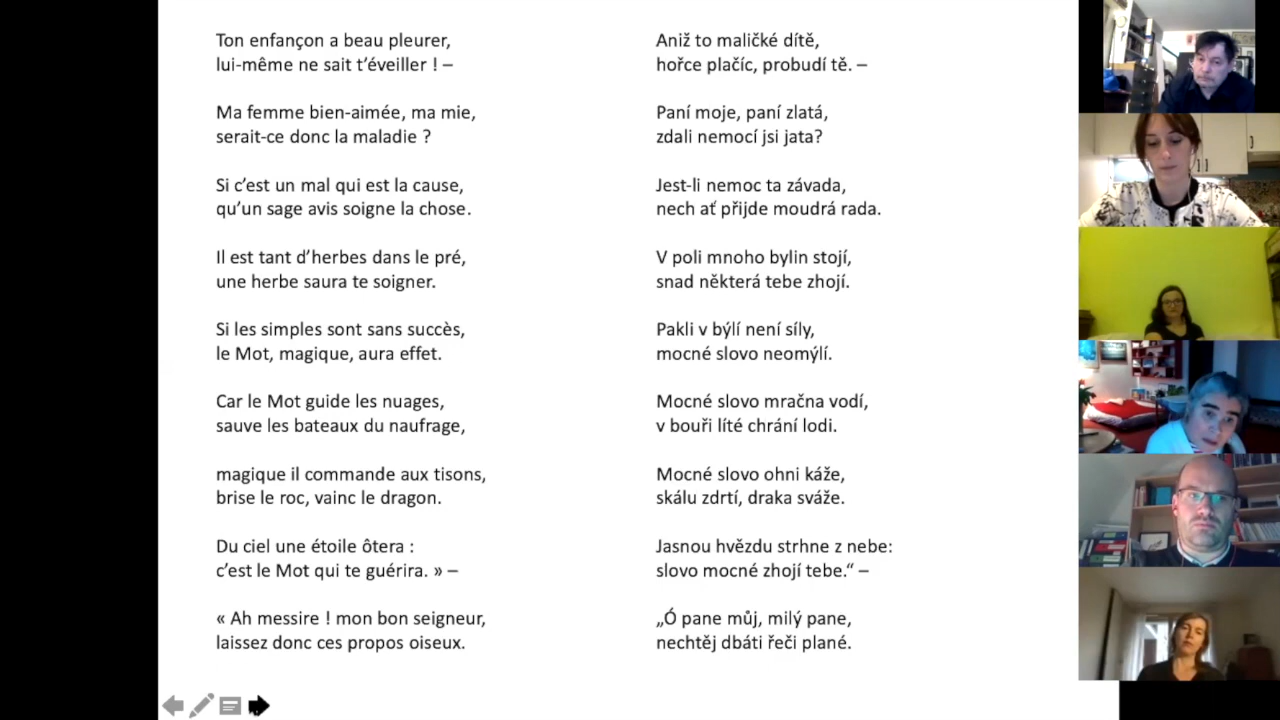 Ton enfançon a beau pleurer,
lui-même ne sait t’éveiller ! –
Ma femme bien-aimée, ma mie,
serait-ce donc la maladie ?
Si c’est un mal qui est la cause,
qu’un sage avis soigne la chose.
Il est tant d’herbes dans le pré,
une herbe saura te soigner.
Si les simples sont sans succès,
le Mot, magique, aura effet.
Car le Mot guide les nuages,
sauve les bateaux du naufrage,
magique il commande aux tisons,
brise le roc, vainc le dragon.
Du ciel une étoile ôtera :
c’est le Mot qui te guérira. » –
« Ah messire ! mon bon seigneur,
laissez donc ces propos oiseux.
Aniž to maličké dítě,
hořce plačíc, probudí tě. –
Paní moje, paní zlatá,
zdali nemocí jsi jata?
Jest-li nemoc ta závada,
nech ať přijde moudrá rada.
V poli mnoho bylin stojí,
snad některá tebe zhojí.
Pakli v býlí není síly,
mocné slovo neomýlí.
Mocné slovo mračna vodí,
v bouři líté chrání lodi.
Mocné slovo ohni káže,
skálu zdrtí, draka sváže.
Jasnou hvězdu strhne z nebe:
slovo mocné zhojí tebe.“ –
„Ó pane můj, milý pane,
nechtěj dbáti řeči plané.